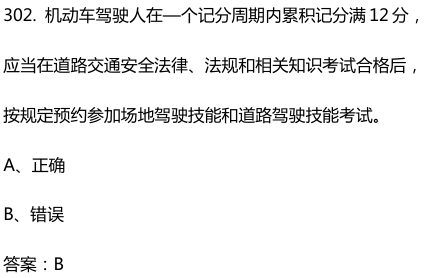 302. 机动车驾驶人在一个记分周期内累积记分满 12 分，
应当在道路交通安全法律、法规和相关知识考试合格后，
按规定预约参加场地驾驶技能和道路驾驶技能考试。
A、正确
B、错误
答案：B